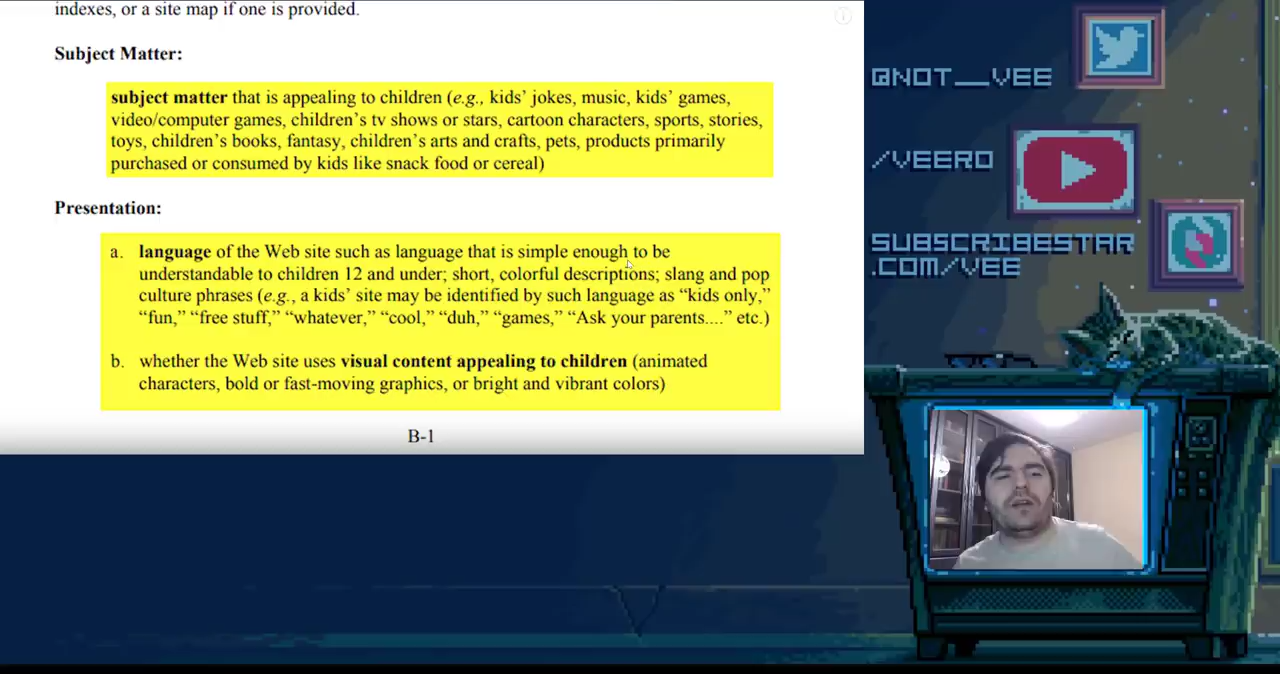 indexes, or a site map if one is provided.
Subject Matter:
subject matter that is appealing to children (e.g., kids' jokes, music, kids' games,
video/computer games, children's tv shows or stars, cartoon characters, sports, stories,
toys, children's books, fantasy, children's arts and crafts, pets, products primarily
purchased or consumed by kids like snack food or cereal)
Presentation:
a. language of the Web site such as language that is simple enough to be
understandable to children 12 and under; short, colorful descriptions; slang and pop
culture phrases (e.g., a kids' site may be identified by such language as “kids only,”
“fun,” “free stuff,” “whatever,” “cool,” “duh,” “games,” “Ask your parents....” etc.)
b. whether the Web site uses visual content appealing to children (animated
characters, bold or fast-moving graphics, or bright and vibrant colors)
B-1
@NOT__VEE
/VEERO
SUBSCRIBESTAR
.COM/VEE